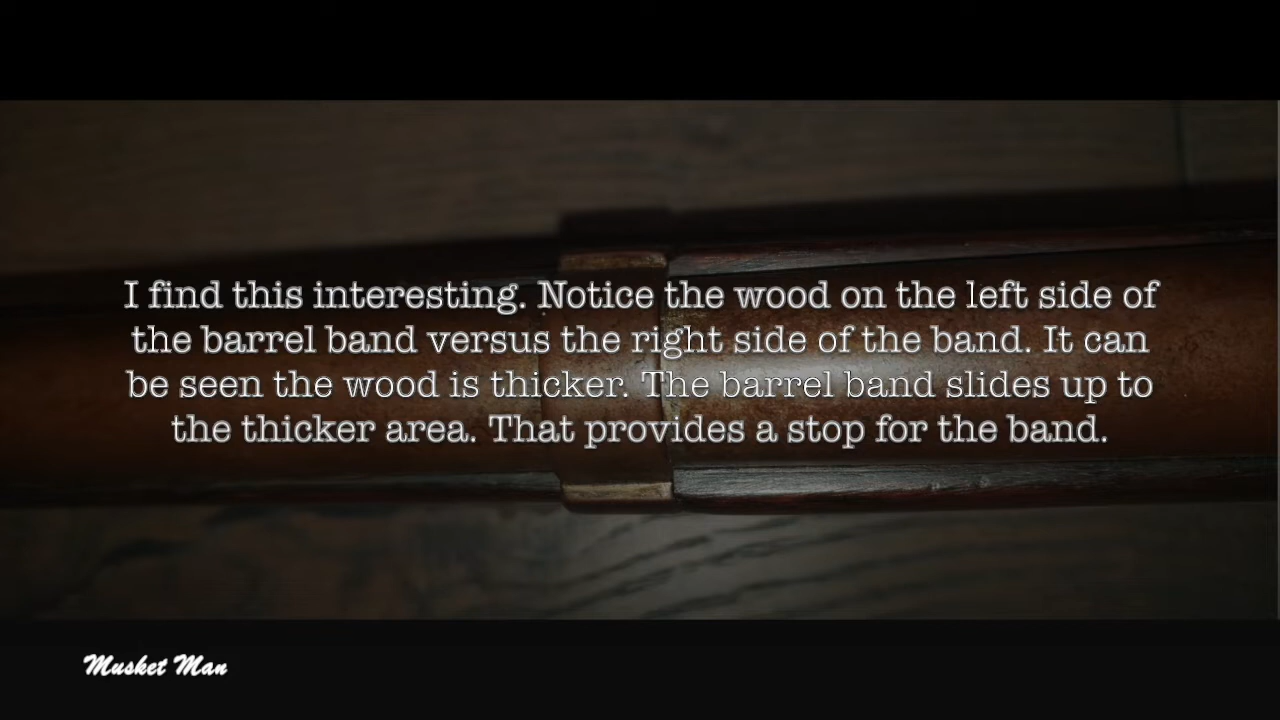 I find this interesting. Notice the wood on the left side of
the barrel band versus the right side of the band. It can
be seen the wood is thicker. The barrel band slides up to
the thicker area. That provides a stop for the band.
Musket Man